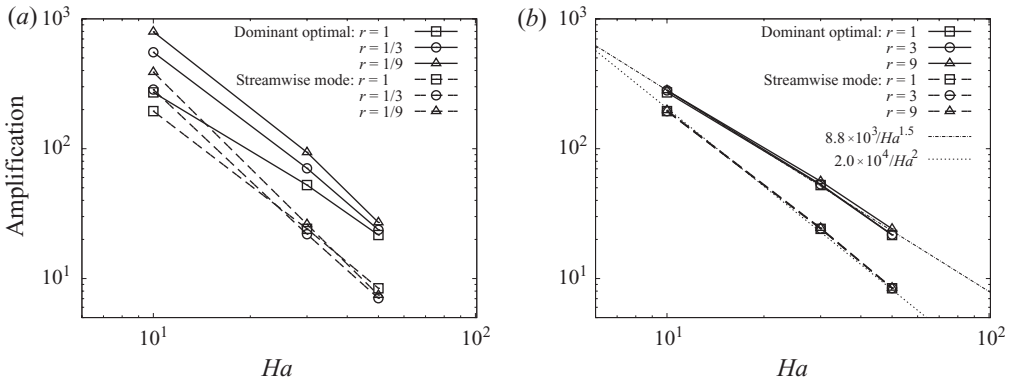 (a)
10³
10²
10¹
Amplification
Dominant optimal: r = 1
r = 1/3
r = 1/9
Streamwise mode: r = 1
r = 1/3
r = 1/9
10¹
10²
Ha
(b)
10³
10²
10¹
Dominant optimal: r = 1
r = 3
r = 9
Streamwise mode: r = 1
r = 3
r = 9
8.8 × 10³/Ha¹·⁵
2.0 × 10⁴/Ha²
10¹
10²
Ha